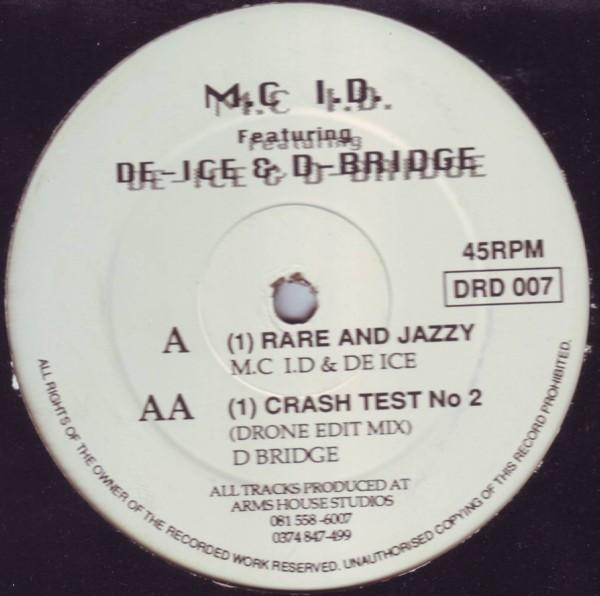 M.C I.D.
Featuring
DE-ICE & D-BRIDGE
45RPM
DRD 007
A (1) RARE AND JAZZY
M.C I.D & DE ICE
AA (1) CRASH TEST No 2
(DRONE EDIT MIX)
D BRIDGE
ALL TRACKS PRODUCED AT
ARMS HOUSE STUDIOS
081 558-6007
0374 847-499
ALL RIGHTS OF THE OWNER OF THE RECORDED WORK RESERVED. UNAUTHORISED COPYING OF THIS RECORD PROHIBITED.